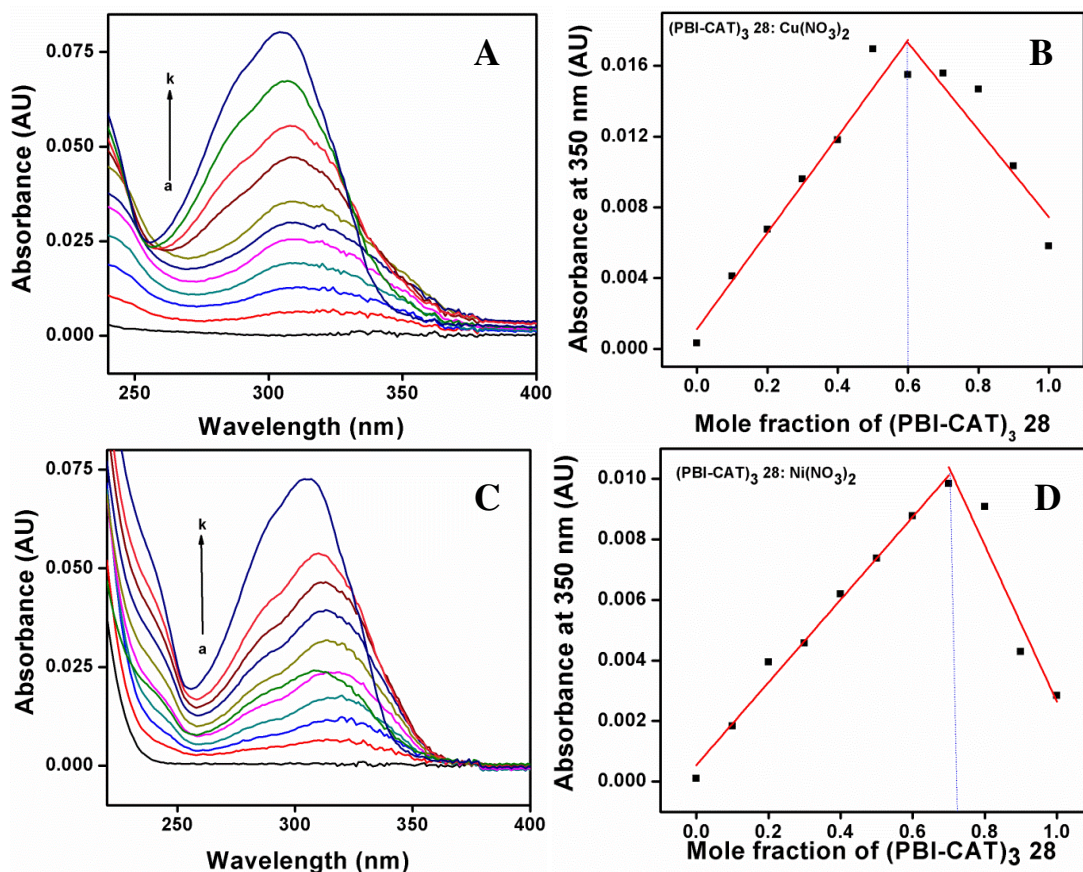 A
k
a
Absorbance (AU)
0.075
0.050
0.025
0.000
250
300
350
400
Wavelength (nm)
(PBI-CAT)₃ 28: Cu(NO₃)₂
B
Absorbance at 350 nm (AU)
0.016
0.012
0.008
0.004
0.000
0.0
0.2
0.4
0.6
0.8
1.0
Mole fraction of (PBI-CAT)₃ 28
C
k
a
Absorbance (AU)
0.075
0.050
0.025
0.000
250
300
350
400
Wavelength (nm)
(PBI-CAT)₃ 28: Ni(NO₃)₂
D
Absorbance at 350 nm (AU)
0.010
0.008
0.006
0.004
0.002
0.000
0.0
0.2
0.4
0.6
0.8
1.0
Mole fraction of (PBI-CAT)₃ 28